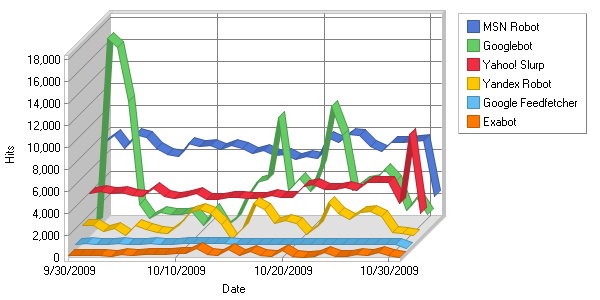 MSN Robot
Googlebot
Yahoo! Slurp
Yandex Robot
Google Feedfetcher
Exabot
18,000
16,000
14,000
12,000
10,000
8,000
6,000
4,000
2,000
0
Hits
9/30/2009 10/10/2009 10/20/2009 10/30/2009
Date